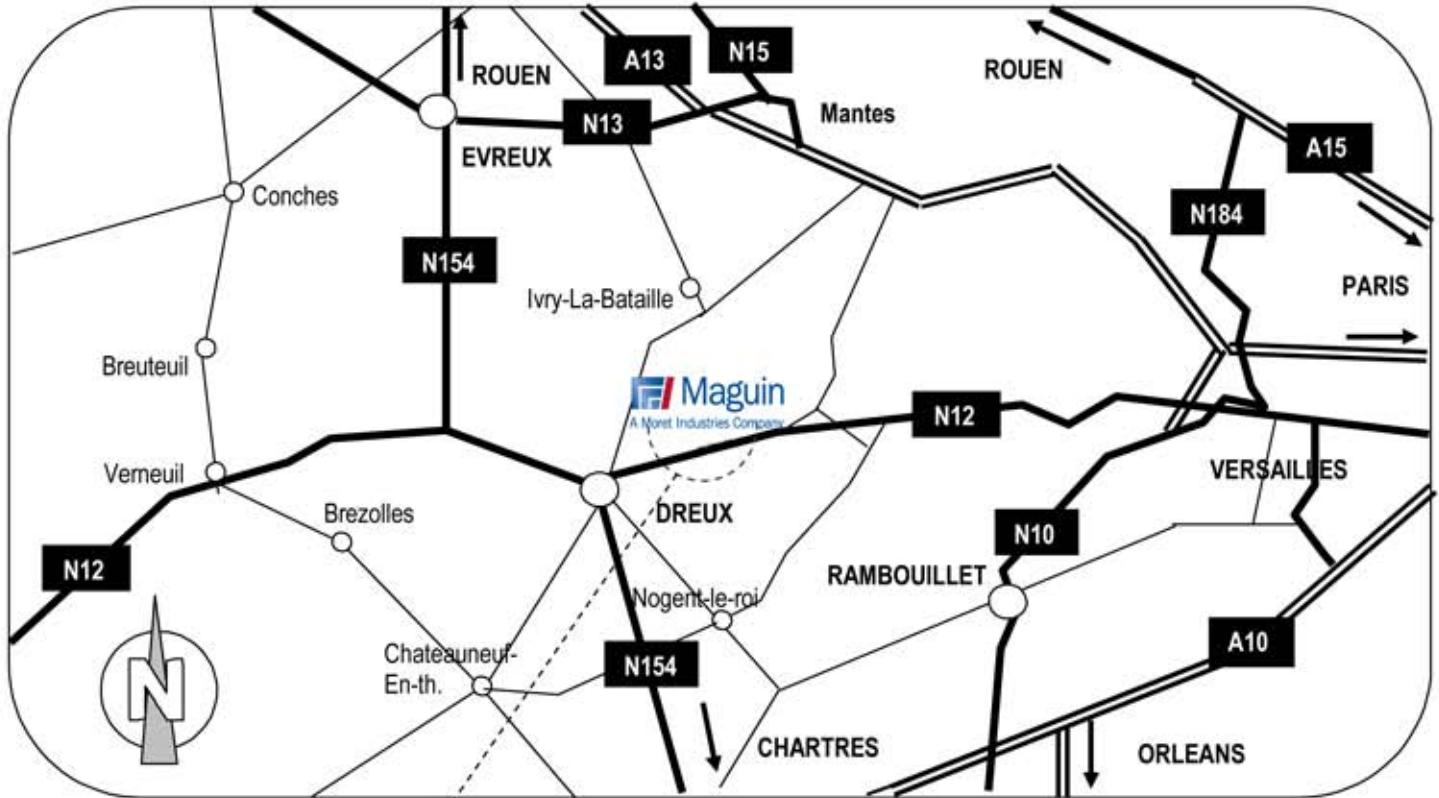 A13
N15
ROUEN
ROUEN
Mantes
N13
A15
EVREUX
Conches
N184
N154
PARIS
Ivry-La-Bataille
Breuteuil
Maguin
A Moret Industries Company
N12
Verneuil
VERSAILLES
Brezolles
DREUX
N10
N12
RAMBOUILLET
Nogent-le-roi
A10
Chateauneuf-
En-th.
N154
N
CHARTRES
ORLEANS